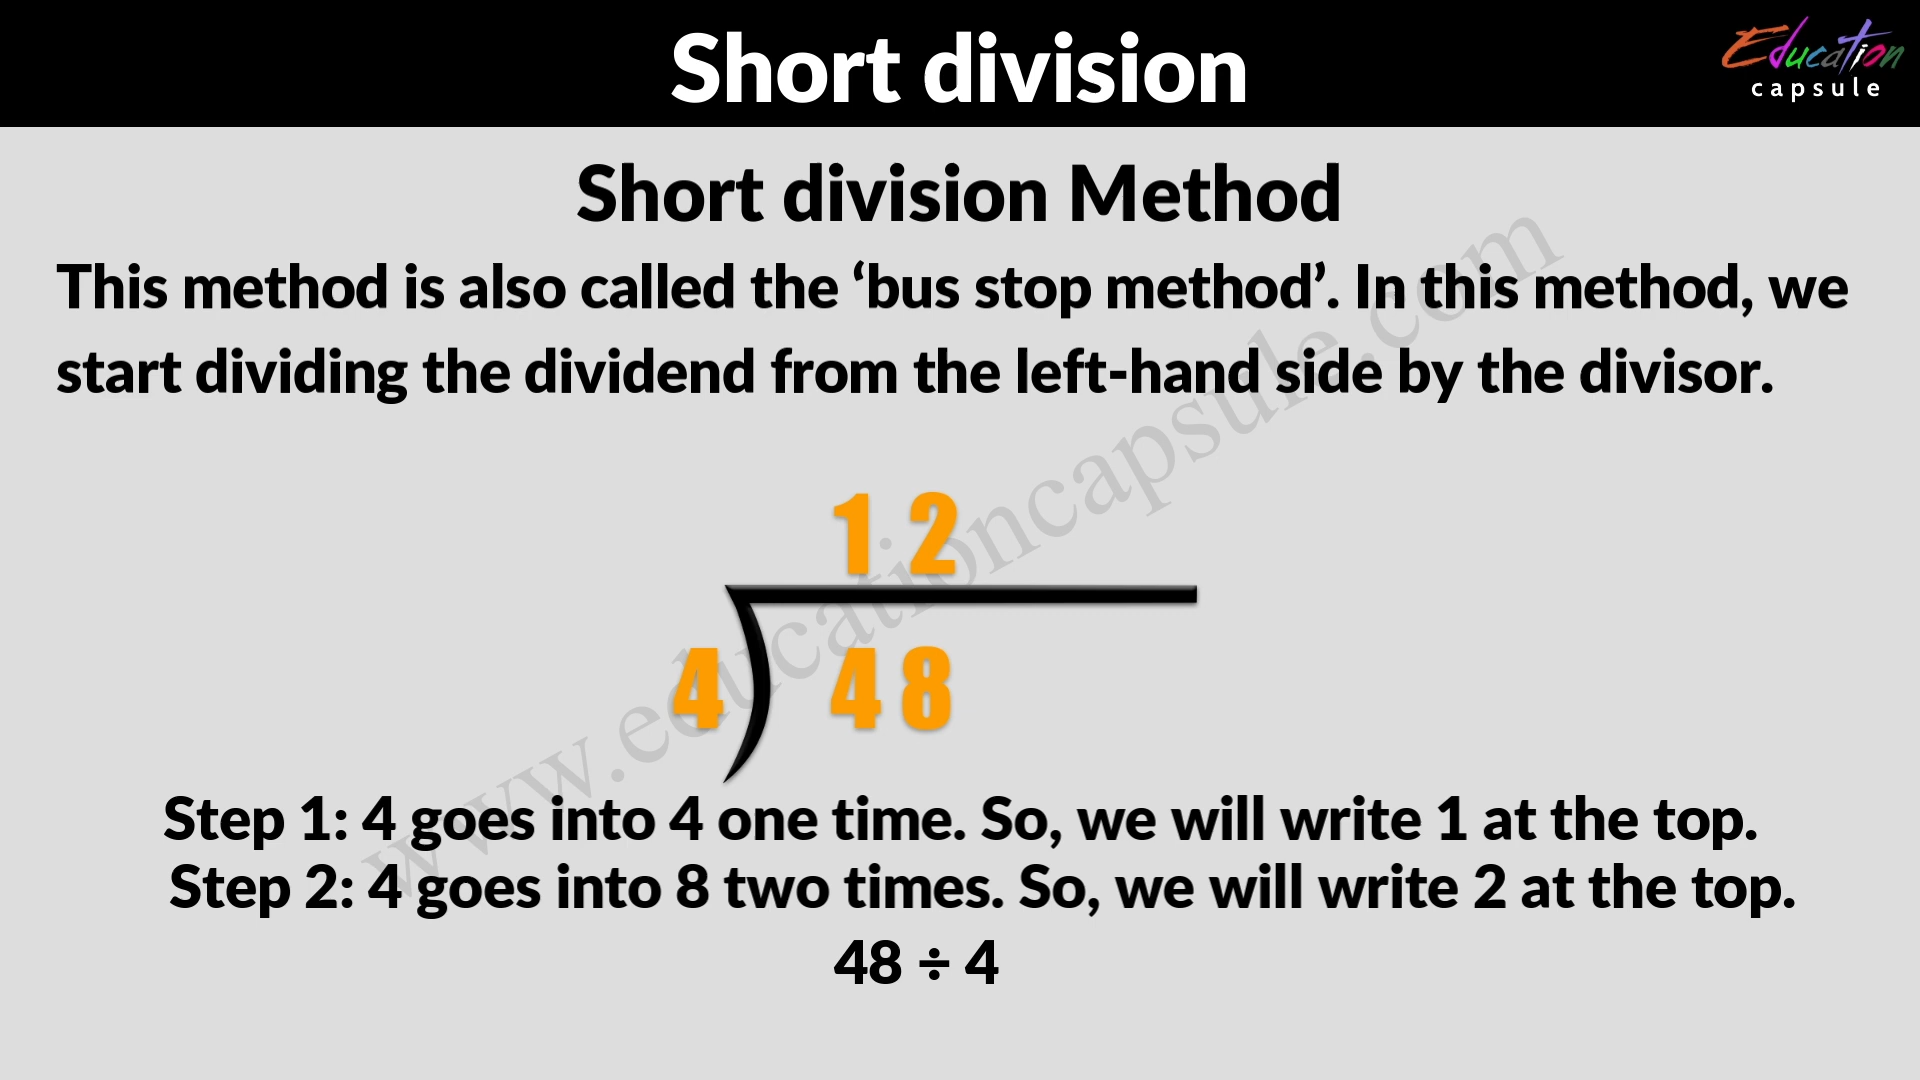 Short division
Education
capsule
Short division Method
This method is also called the ‘bus stop method’. In this method, we
start dividing the dividend from the left-hand side by the divisor.
1 2
4 4 8
Step 1: 4 goes into 4 one time. So, we will write 1 at the top.
Step 2: 4 goes into 8 two times. So, we will write 2 at the top.
48 ÷ 4
www.educationcapsule.com